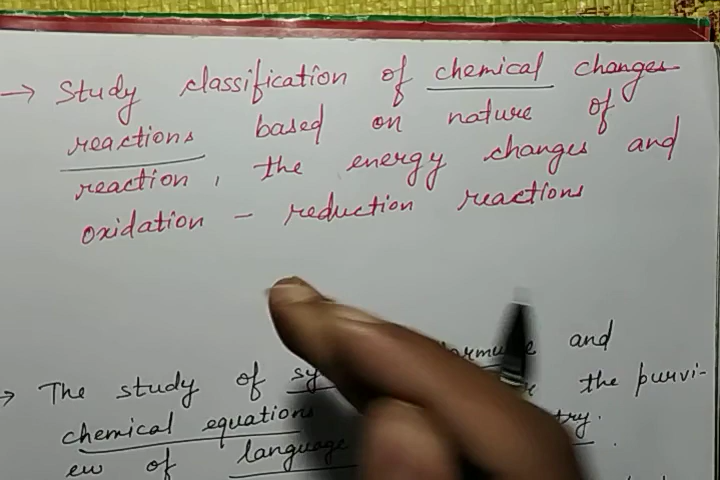 → Study classification of chemical changes
reactions based on nature of
reaction, the energy changes and
oxidation - reduction reactions
→ The study of and
chemical equations the purvi-
ew of language